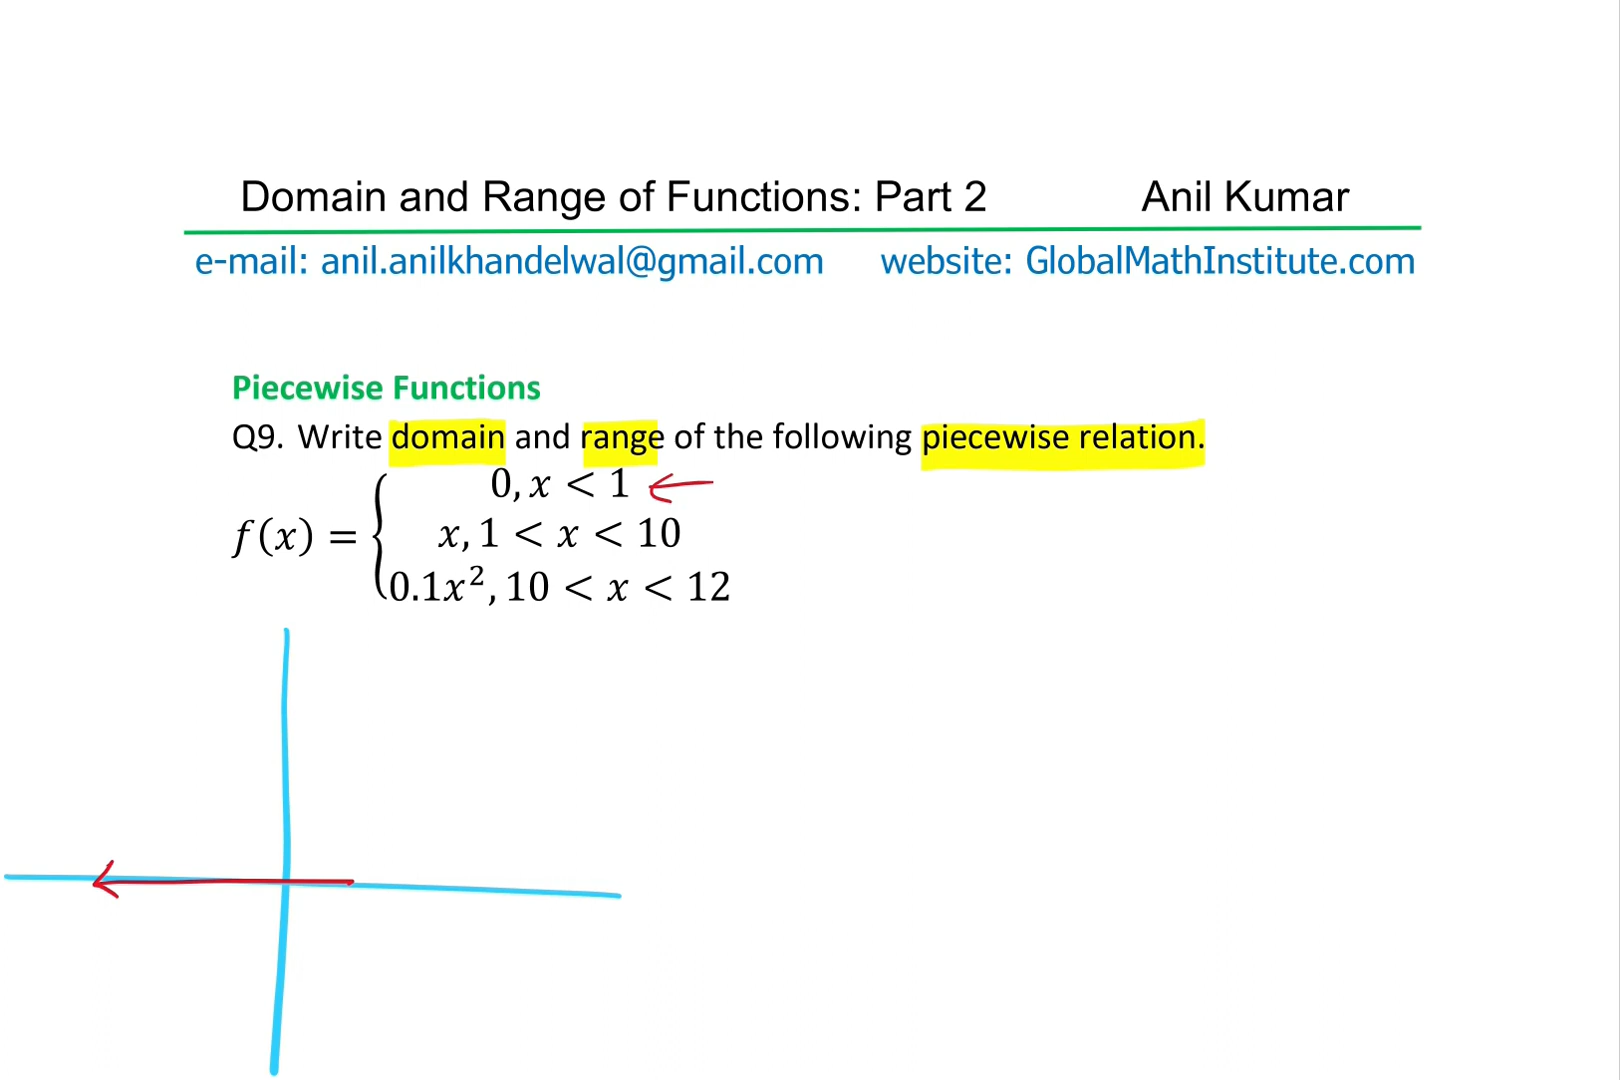 Domain and Range of Functions: Part 2 Anil Kumar
e-mail: anil.anilkhandelwal@gmail.com website: GlobalMathInstitute.com
Piecewise Functions
Q9. Write domain and range of the following piecewise relation.
0, x < 1
f(x) = { x, 1 < x < 10
0.1x², 10 < x < 12